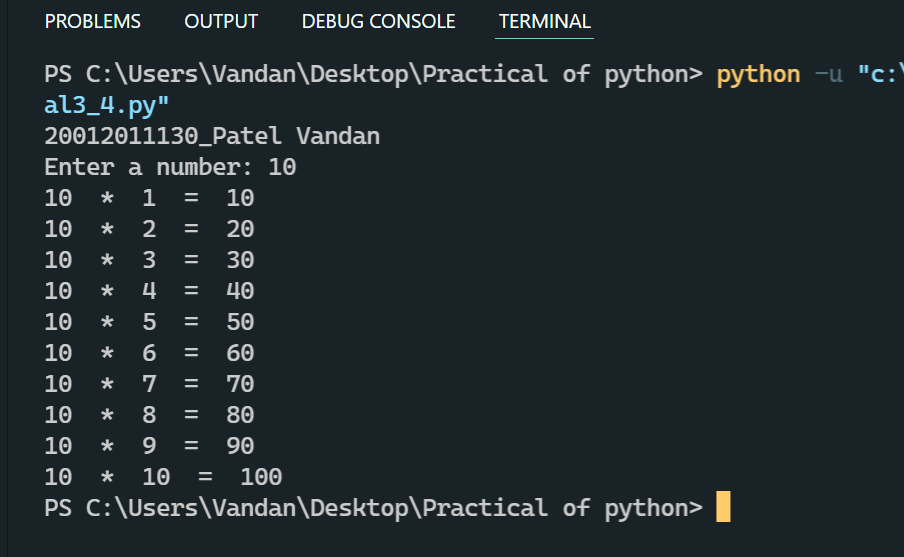 PROBLEMS OUTPUT DEBUG CONSOLE TERMINAL
PS C:\Users\Vandan\Desktop\Practical of python> python -u "c:\
al3_4.py"
20012011130_Patel Vandan
Enter a number: 10
10  *  1  =  10
10  *  2  =  20
10  *  3  =  30
10  *  4  =  40
10  *  5  =  50
10  *  6  =  60
10  *  7  =  70
10  *  8  =  80
10  *  9  =  90
10  *  10  =  100
PS C:\Users\Vandan\Desktop\Practical of python>